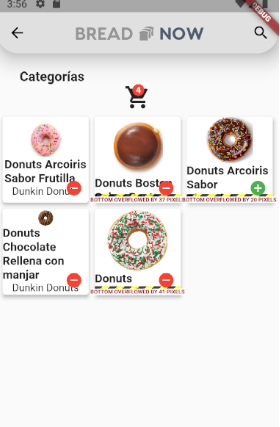 3:56
DEBUG
BREAD NOW
Categorías
4
Donuts Arcoiris
Sabor Frutilla
Dunkin Donuts
Donuts Boston
BOTTOM OVERFLOWED BY 37 PIXELS
Donuts Arcoiris
Sabor
BOTTOM OVERFLOWED BY 20 PIXELS
Donuts
Chocolate
Rellena con
manjar
Dunkin Donuts
Donuts
BOTTOM OVERFLOWED BY 41 PIXELS